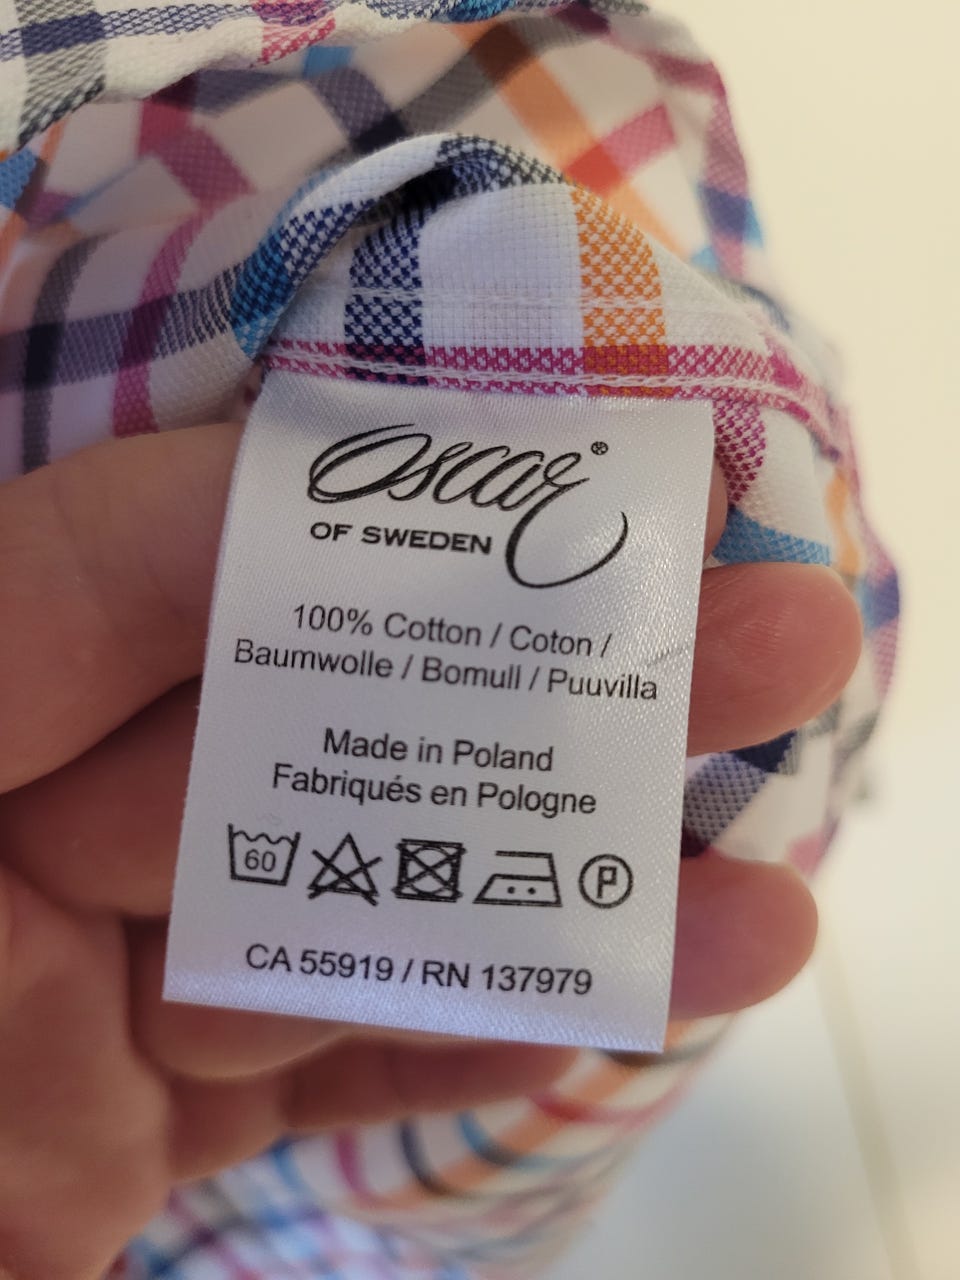 Oscar®
OF SWEDEN
100% Cotton / Coton /
Baumwolle / Bomull / Puuvilla
Made in Poland
Fabriqués en Pologne
60
P
CA 55919 / RN 137979